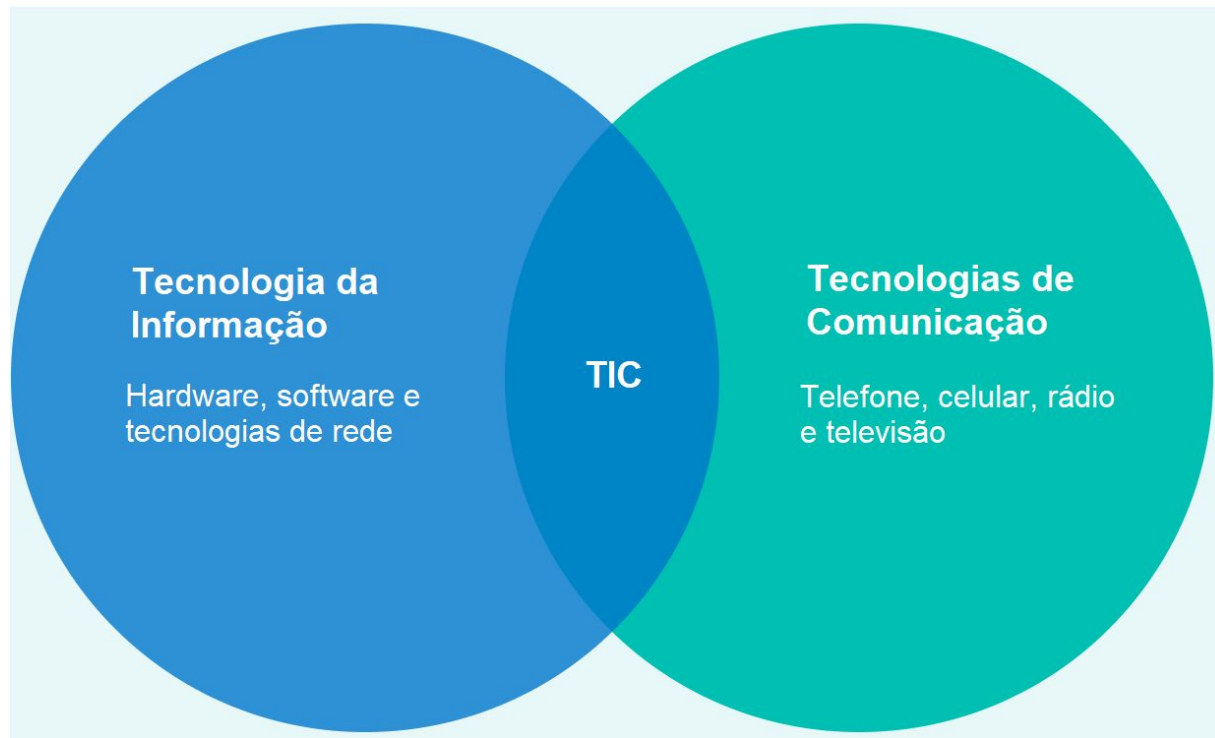 Tecnologia da
Informação
Hardware, software e
tecnologias de rede
TIC
Tecnologias de
Comunicação
Telefone, celular, rádio
e televisão